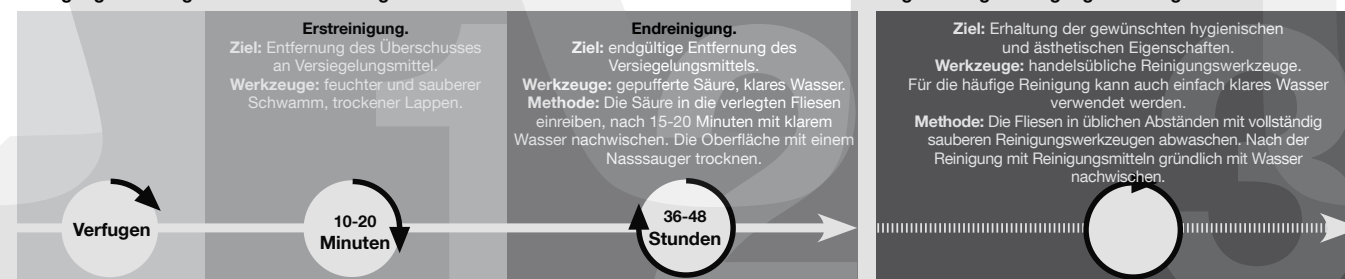 Erstreinigung.
Ziel: Entfernung des Überschusses
an Versiegelungsmittel.
Werkzeuge: feuchter und sauberer
Schwamm, trockener Lappen.
Endreinigung.
Ziel: endgültige Entfernung des
Versiegelungsmittels.
Werkzeuge: gepufferte Säure, klares Wasser.
Methode: Die Säure in die verlegten Fliesen
einreiben, nach 15-20 Minuten mit klarem
Wasser nachwischen. Die Oberfläche mit einem
Nasssauger trocknen.
Ziel: Erhaltung der gewünschten hygienischen
und ästhetischen Eigenschaften.
Werkzeuge: handelsübliche Reinigungswerkzeuge.
Für die häufige Reinigung kann auch einfach klares Wasser
verwendet werden.
Methode: Die Fliesen in üblichen Abständen mit vollständig
sauberen Reinigungswerkzeugen abwaschen. Nach der
Reinigung mit Reinigungsmitteln gründlich mit Wasser
nachwischen.
1
2
3
Verfugen
10-20
Minuten
36-48
Stunden